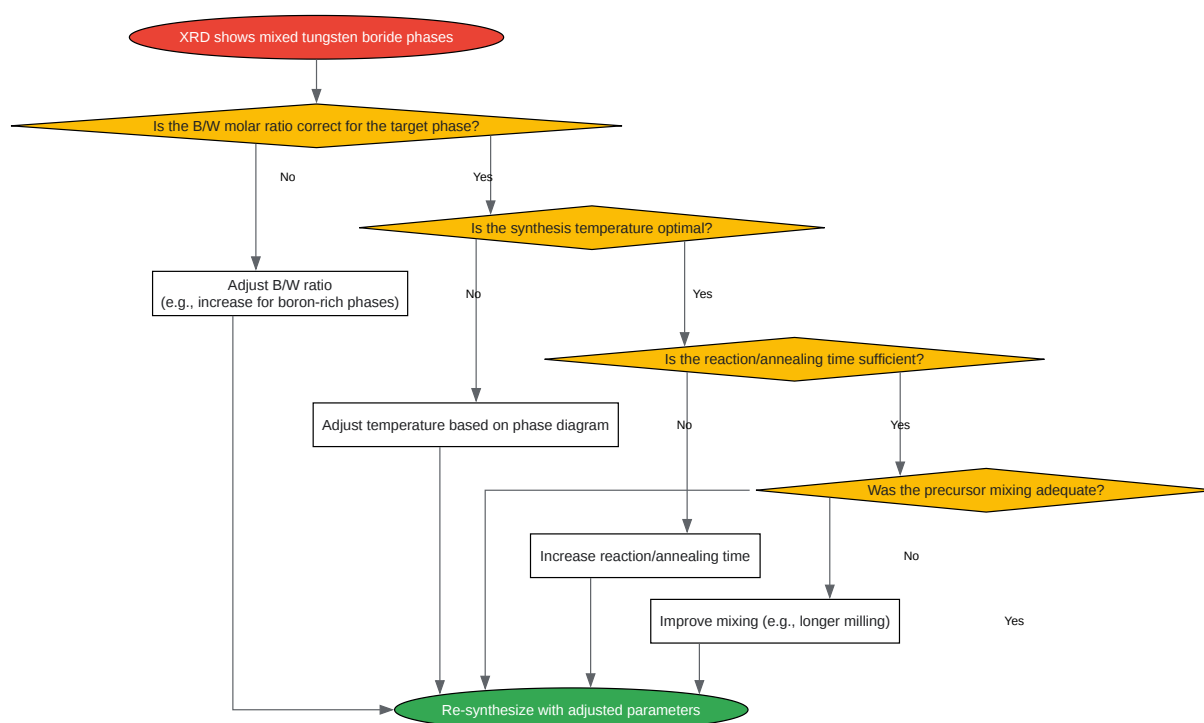 XRD shows mixed tungsten boride phases
Is the B/W molar ratio correct for the target phase?
No
Yes
Is the synthesis temperature optimal?
Adjust B/W ratio
(e.g., increase for boron-rich phases)
No
Yes
Is the reaction/annealing time sufficient?
Adjust temperature based on phase diagram
No
Yes
Was the precursor mixing adequate?
Increase reaction/annealing time
No
Improve mixing (e.g., longer milling)
Yes
Re-synthesize with adjusted parameters